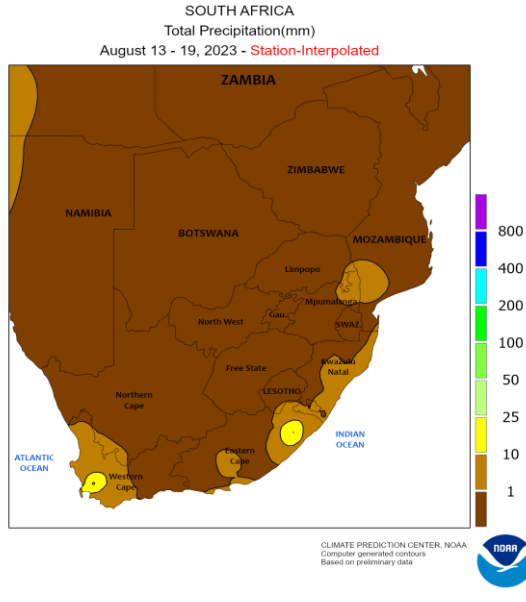 SOUTH AFRICA
Total Precipitation(mm)
August 13 - 19, 2023 - Station-Interpolated
ZAMBIA
ZIMBABWE
NAMIBIA
BOTSWANA
MOZAMBIQUE
Limpopo
Mpumalanga
North West
Gau.
SWAZ.
Free State
Kwazulu
Natal
LESOTHO
Northern
Cape
INDIAN
OCEAN
Eastern
Cape
ATLANTIC
OCEAN
Western
Cape
800
400
200
100
50
25
10
1
CLIMATE PREDICTION CENTER, NOAA
Computer generated contours
Based on preliminary data
NOAA